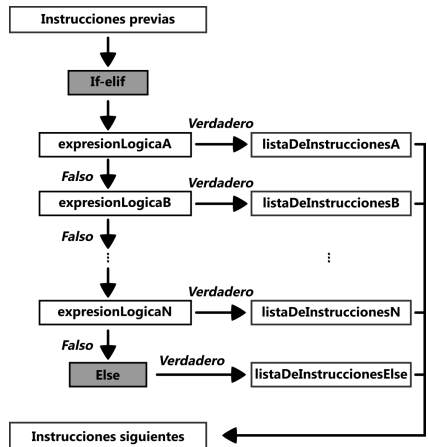 Instrucciones previas
If-elif
Verdadero
expresionLogicaA
listaDeInstruccionesA
Falso
Verdadero
expresionLogicaB
listaDeInstruccionesB
Falso
...
...
Verdadero
expresionLogicaN
listaDeInstruccionesN
Falso
Verdadero
Else
listaDeInstruccionesElse
Instrucciones siguientes